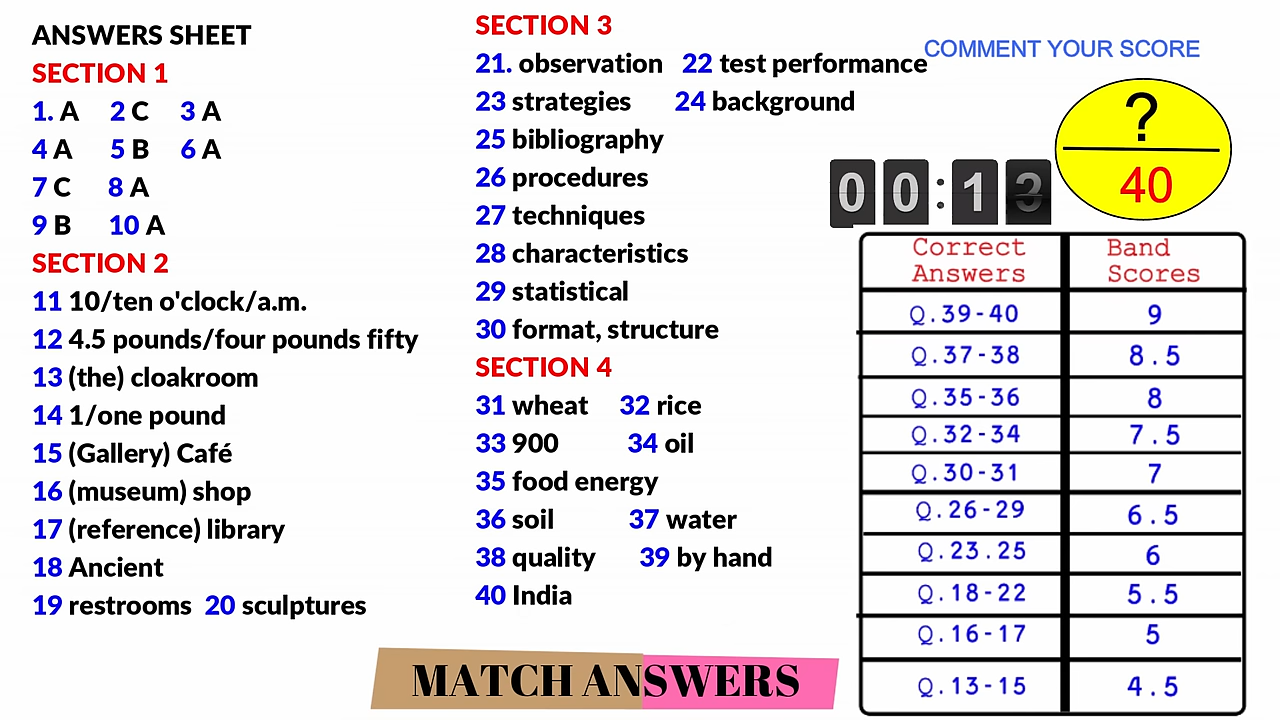 ANSWERS SHEET
SECTION 1
1. A 2 C 3 A
4 A 5 B 6 A
7 C 8 A
9 B 10 A
SECTION 2
11 10/ten o'clock/a.m.
12 4.5 pounds/four pounds fifty
13 (the) cloakroom
14 1/one pound
15 (Gallery) Café
16 (museum) shop
17 (reference) library
18 Ancient
19 restrooms 20 sculptures
SECTION 3
21. observation 22 test performance
23 strategies 24 background
25 bibliography
26 procedures
27 techniques
28 characteristics
29 statistical
30 format, structure
SECTION 4
31 wheat 32 rice
33 900 34 oil
35 food energy
36 soil 37 water
38 quality 39 by hand
40 India
COMMENT YOUR SCORE
?
40
00:13
Correct Answers Band Scores
Q.39-40 9
Q.37-38 8.5
Q.35-36 8
Q.32-34 7.5
Q.30-31 7
Q.26-29 6.5
Q.23.25 6
Q.18-22 5.5
Q.16-17 5
Q.13-15 4.5
MATCH ANSWERS